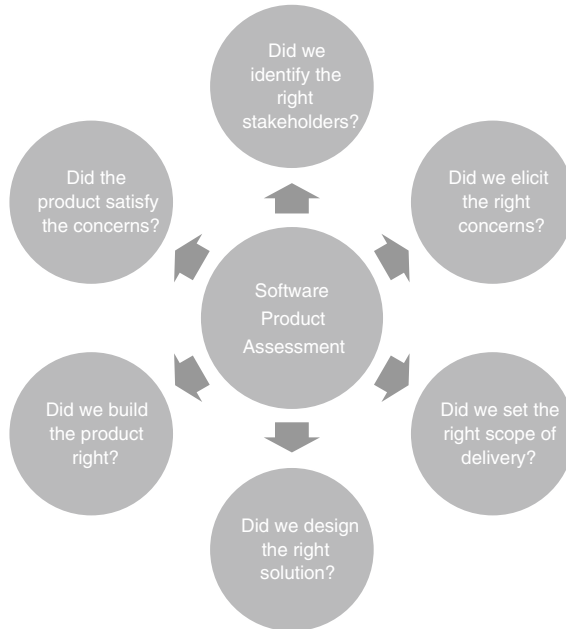 Did we
identify the
right
stakeholders?
Did we elicit
the right
concerns?
Did we set the
right scope of
delivery?
Did we design
the right
solution?
Did we build
the product
right?
Did the
product satisfy
the concerns?
Software
Product
Assessment